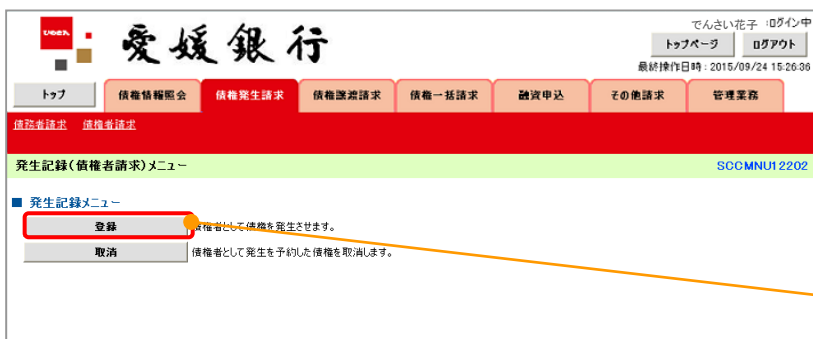 でんさい花子：ログイン中
愛媛銀行
トップページ ログアウト
最終操作日時：2015/09/24 15:26:36
トップ 債権情報照会 債権発生請求 債権譲渡請求 債権一括請求 融資申込 その他請求 管理業務
債務者請求 債権者請求
発生記録（債権者請求）メニュー SCCMNU12202
■ 発生記録メニュー
登録 債権者として債権を発生させます。
取消 債権者として発生を予約した債権を取消します。